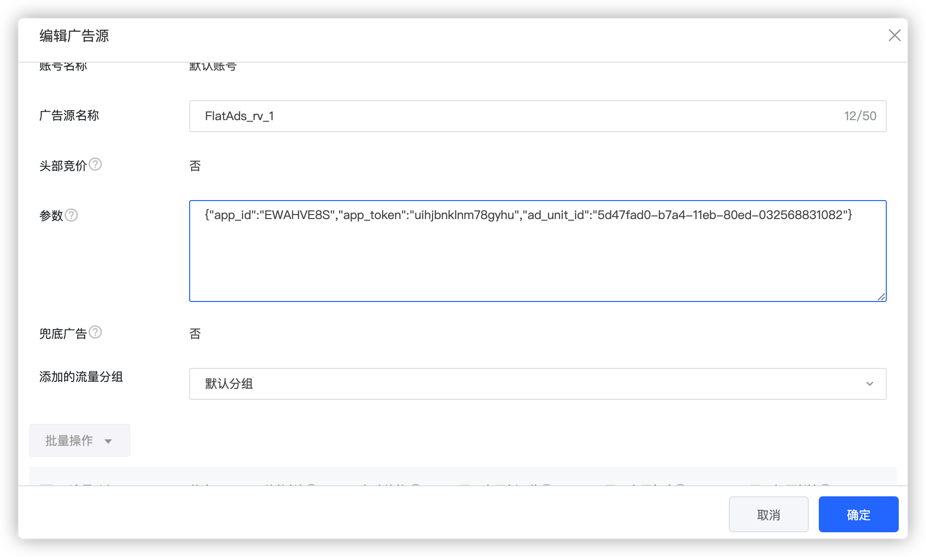 编辑广告源
账号名称 默认账号
广告源名称 FlatAds_rv_1 12/50
头部竞价? 否
参数? {"app_id":"EWAHVE8S","app_token":"uihjbnklnm78gyhu","ad_unit_id":"5d47fad0-b7a4-11eb-80ed-032568831082"}
兜底广告? 否
添加的流量分组 默认分组
批量操作
取消 确定